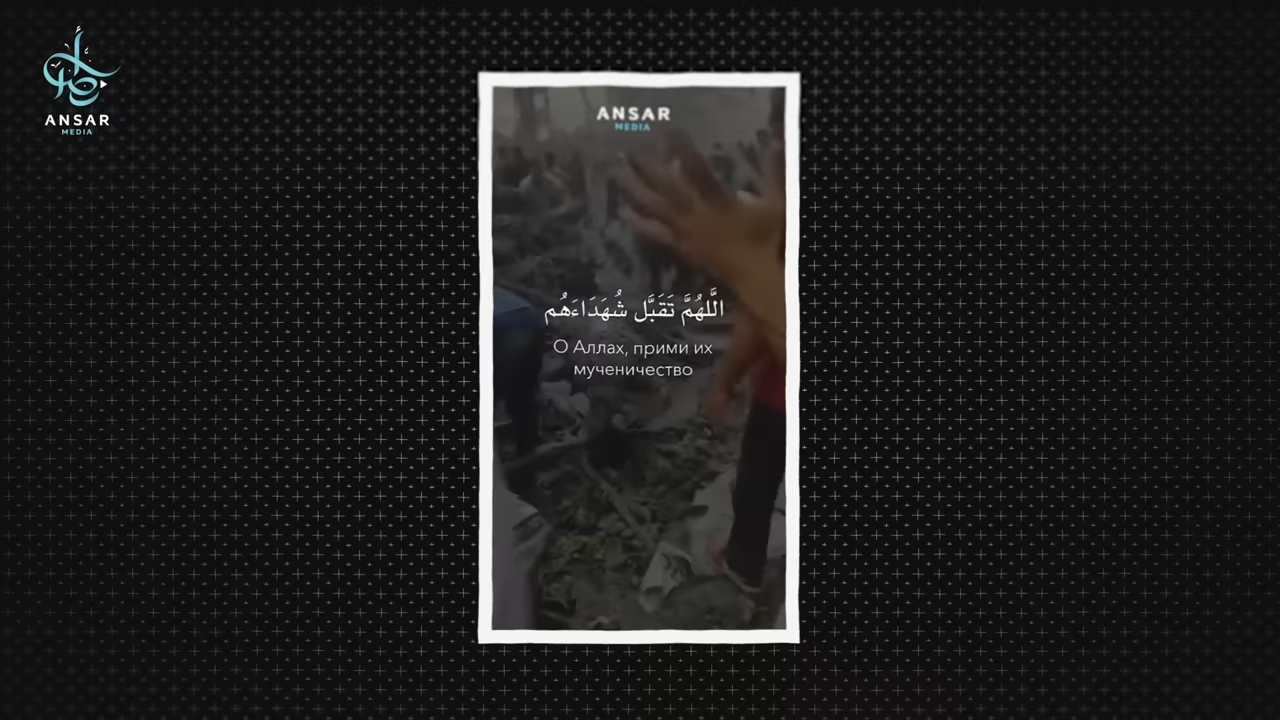 ANSAR
MEDIA
ANSAR
MEDIA
اللَّهُمَّ تَقَبَّل شُهَدَاءَهُم
О Аллах, прими их
мученичество